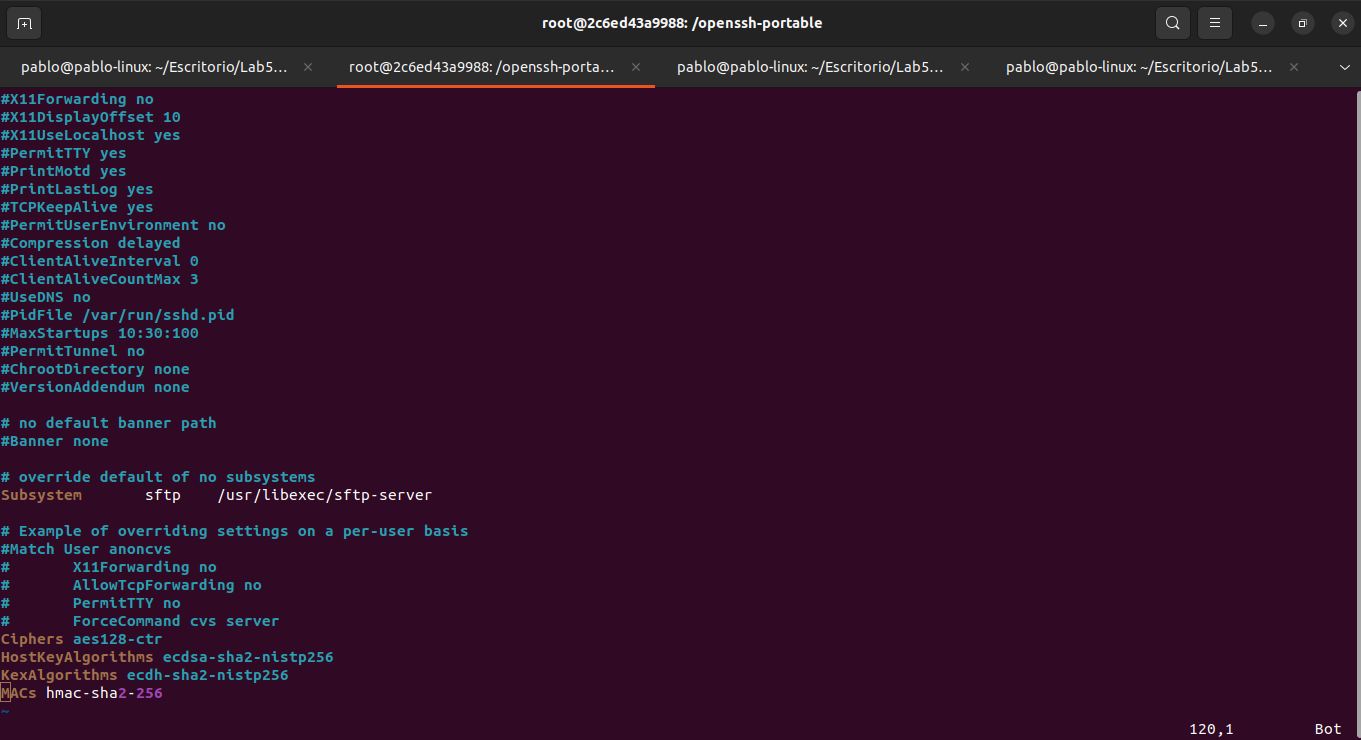 root@2c6ed43a9988: /openssh-portable
pablo@pablo-linux: ~/Escritorio/Lab5…
root@2c6ed43a9988: /openssh-porta…
pablo@pablo-linux: ~/Escritorio/Lab5…
pablo@pablo-linux: ~/Escritorio/Lab5…
#X11Forwarding no
#X11DisplayOffset 10
#X11UseLocalhost yes
#PermitTTY yes
#PrintMotd yes
#PrintLastLog yes
#TCPKeepAlive yes
#PermitUserEnvironment no
#Compression delayed
#ClientAliveInterval 0
#ClientAliveCountMax 3
#UseDNS no
#PidFile /var/run/sshd.pid
#MaxStartups 10:30:100
#PermitTunnel no
#ChrootDirectory none
#VersionAddendum none
# no default banner path
#Banner none
# override default of no subsystems
Subsystem       sftp    /usr/libexec/sftp-server
# Example of overriding settings on a per-user basis
#Match User anoncvs
#       X11Forwarding no
#       AllowTcpForwarding no
#       PermitTTY no
#       ForceCommand cvs server
Ciphers aes128-ctr
HostKeyAlgorithms ecdsa-sha2-nistp256
KexAlgorithms ecdh-sha2-nistp256
MACs hmac-sha2-256
~
120,1         Bot